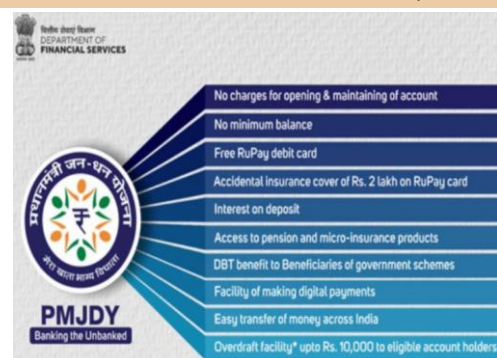 वित्तीय सेवाएं विभाग
DEPARTMENT OF
FINANCIAL SERVICES
No charges for opening & maintaining of account
No minimum balance
Free RuPay debit card
Accidental insurance cover of Rs. 2 lakh on RuPay card
Interest on deposit
Access to pension and micro-insurance products
DBT benefit to Beneficiaries of government schemes
Facility of making digital payments
Easy transfer of money across India
Overdraft facility* upto Rs. 10,000 to eligible account holders
प्रधानमंत्री जन-धन योजना
₹
मेरा खाता भाग्य विधाता
PMJDY
Banking the Unbanked